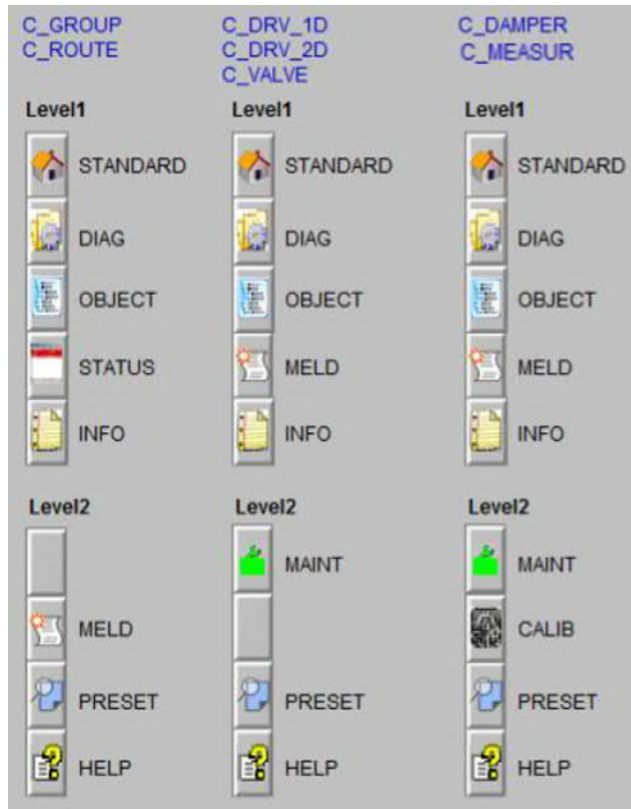 C_GROUP
C_ROUTE
Level1
STANDARD
DIAG
OBJECT
STATUS
INFO
Level2
MELD
PRESET
HELP
C_DRV_1D
C_DRV_2D
C_VALVE
Level1
STANDARD
DIAG
OBJECT
MELD
INFO
Level2
MAINT
PRESET
HELP
C_DAMPER
C_MEASUR
Level1
STANDARD
DIAG
OBJECT
MELD
INFO
Level2
MAINT
CALIB
PRESET
HELP